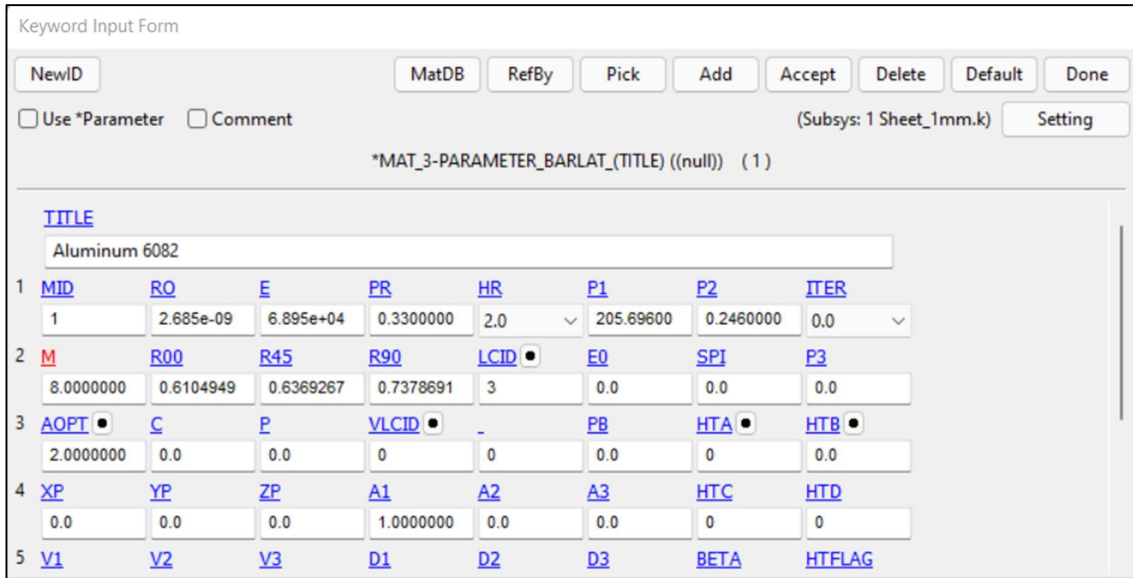 Keyword Input Form
NewID MatDB RefBy Pick Add Accept Delete Default Done
Use *Parameter Comment (Subsys: 1 Sheet_1mm.k) Setting
*MAT_3-PARAMETER_BARLAT_(TITLE) ((null)) (1)
TITLE
Aluminum 6082
1 MID RO E PR HR P1 P2 ITER
1 2.685e-09 6.895e+04 0.3300000 2.0 205.69600 0.2460000 0.0
2 M R00 R45 R90 LCID E0 SPI P3
8.0000000 0.6104949 0.6369267 0.7378691 3 0.0 0.0 0.0
3 AOPT C P VLCID _ PB HTA HTB
2.0000000 0.0 0.0 0 0 0.0 0 0.0
4 XP YP ZP A1 A2 A3 HTC HTD
0.0 0.0 0.0 1.0000000 0.0 0.0 0 0
5 V1 V2 V3 D1 D2 D3 BETA HTFLAG